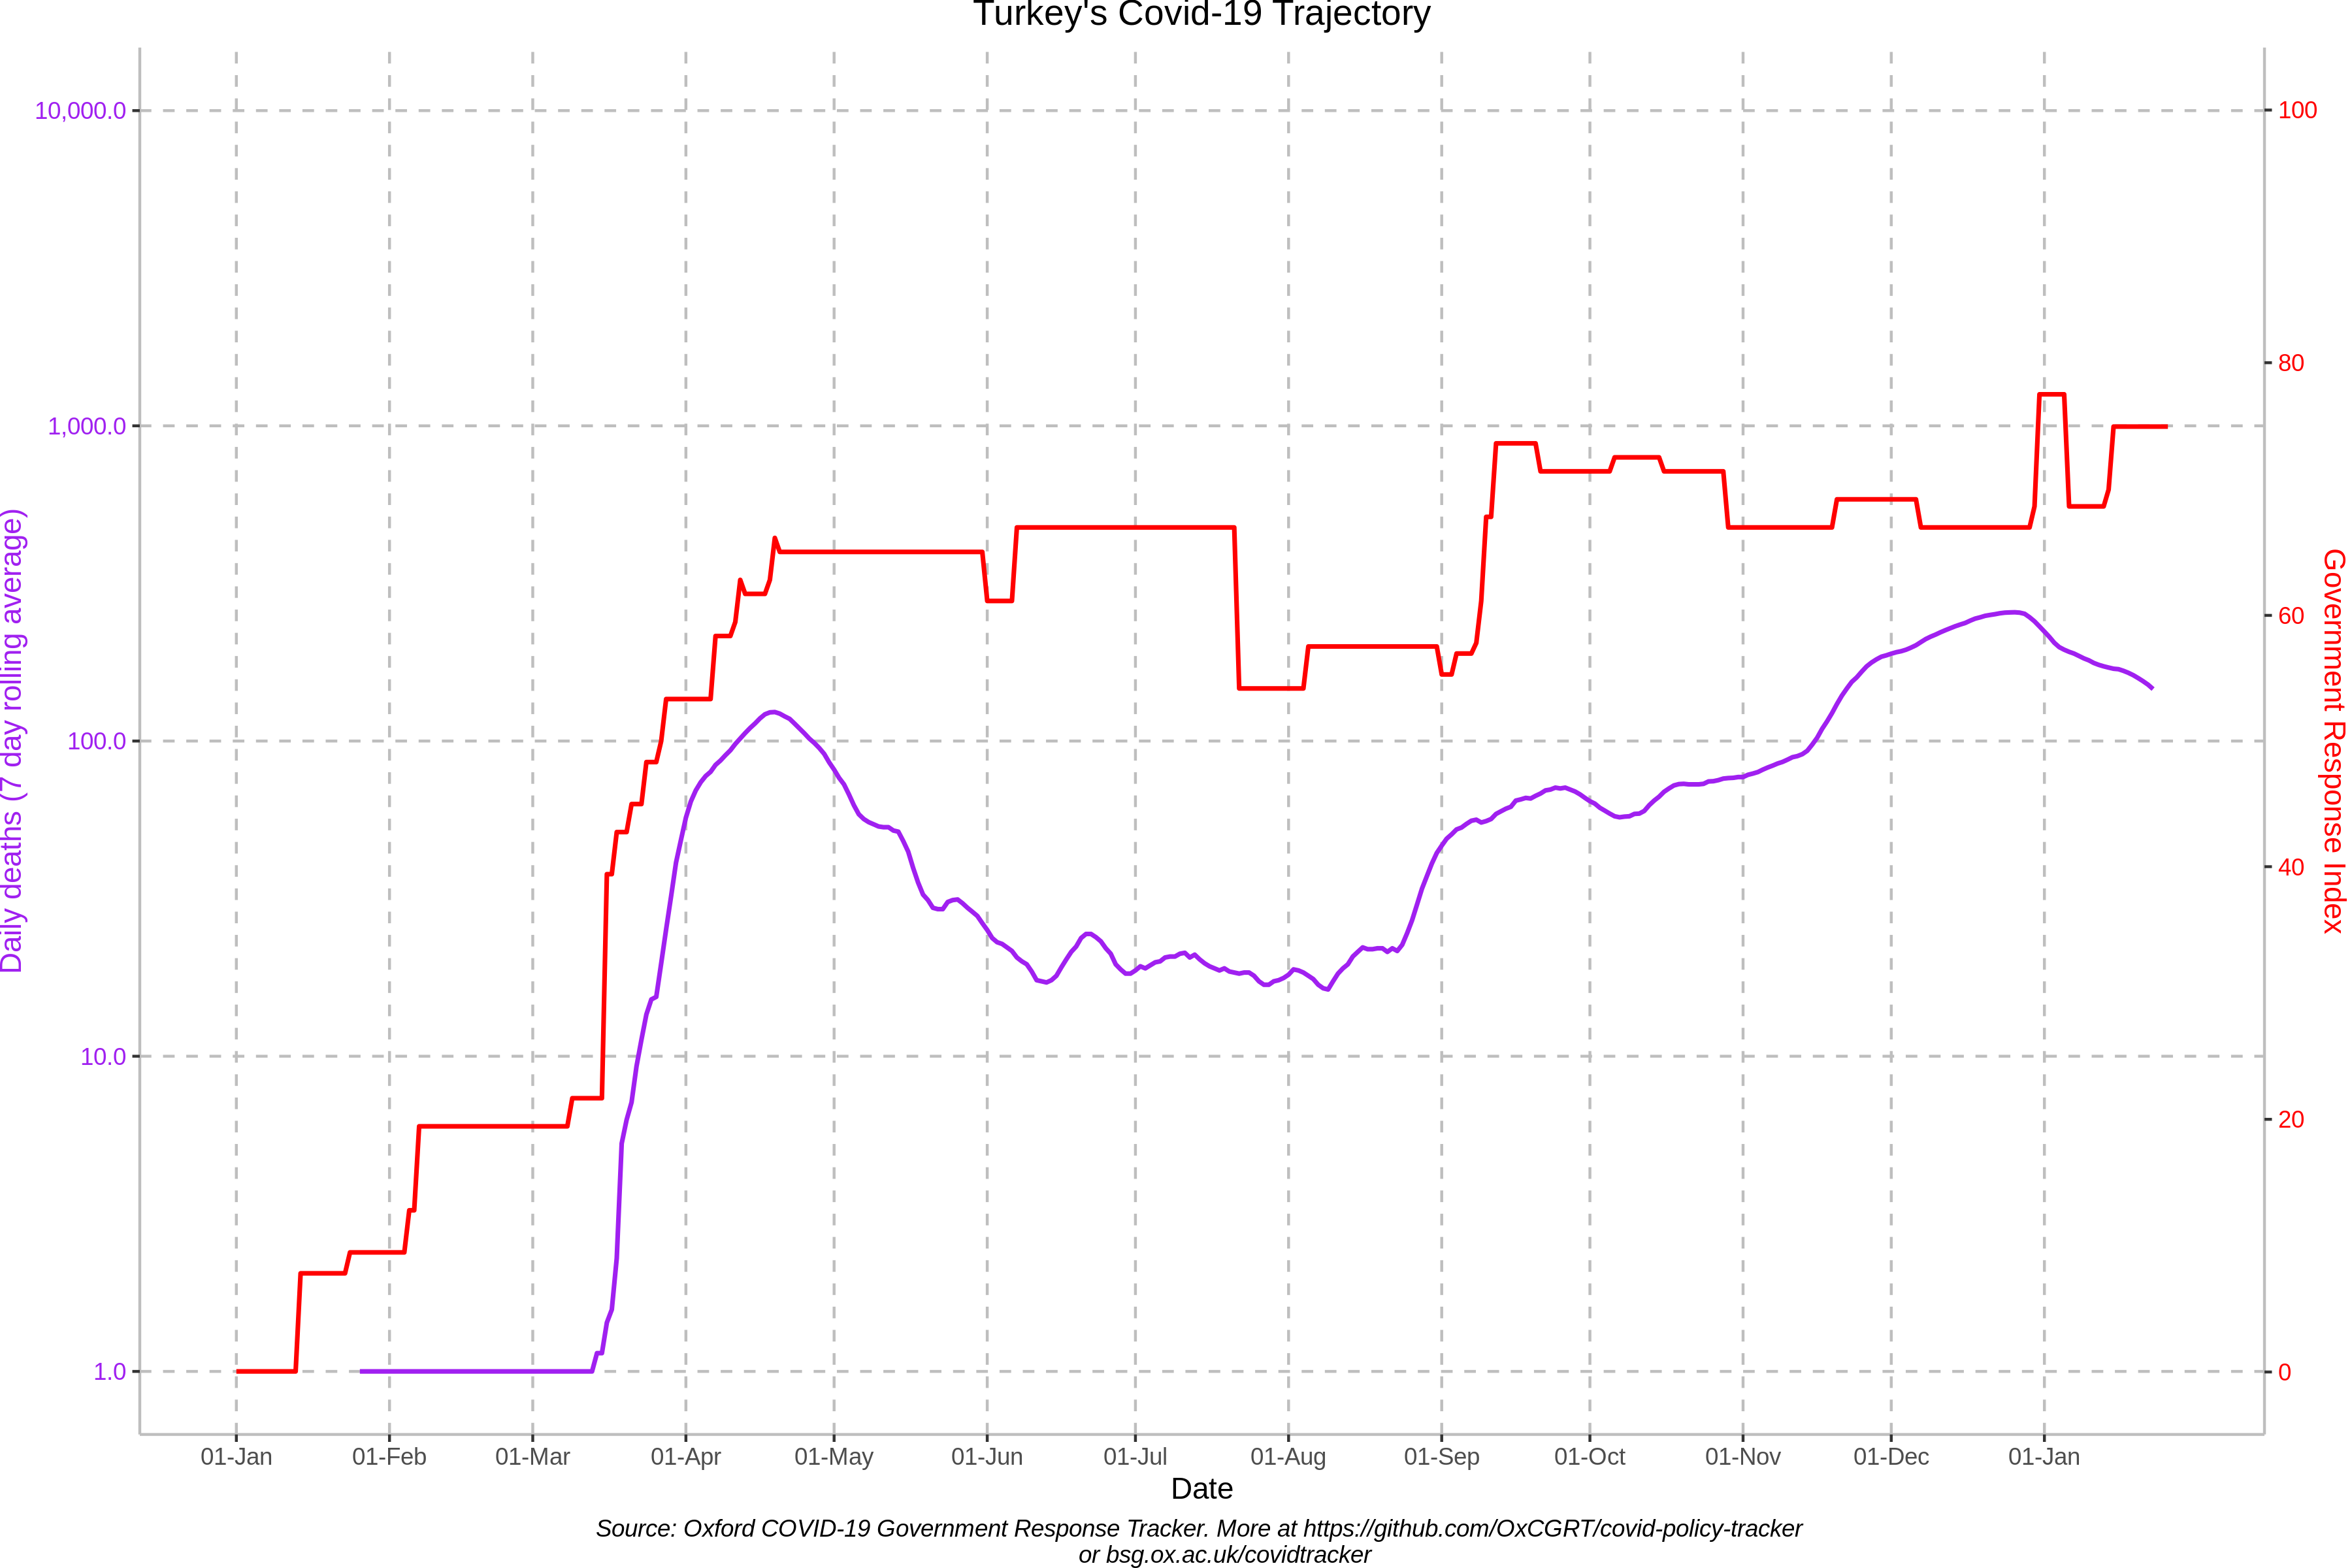 Turkey's Covid-19 Trajectory
10,000.0
1,000.0
100.0
10.0
1.0
Daily deaths (7 day rolling average)
100
80
60
40
20
0
Government Response Index
01-Jan 01-Feb 01-Mar 01-Apr 01-May 01-Jun 01-Jul 01-Aug 01-Sep 01-Oct 01-Nov 01-Dec 01-Jan
Date
Source: Oxford COVID-19 Government Response Tracker. More at https://github.com/OxCGRT/covid-policy-tracker
or bsg.ox.ac.uk/covidtracker